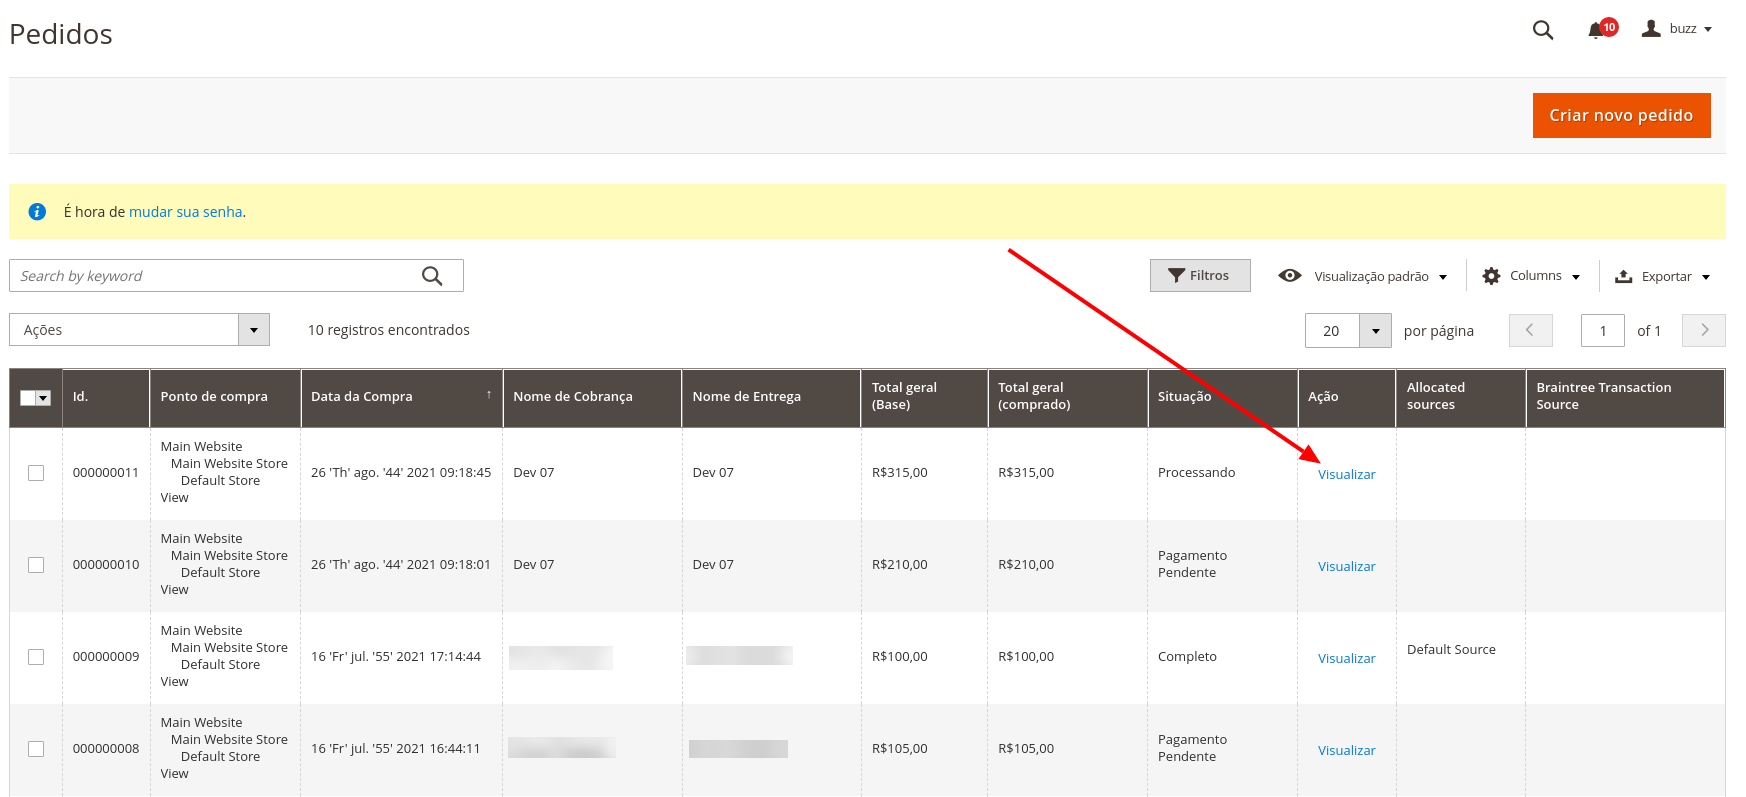 Pedidos
10
buzz
Criar novo pedido
É hora de mudar sua senha.
Search by keyword
Filtros
Visualização padrão
Columns
Exportar
Ações
10 registros encontrados
20
por página
1
of 1
Id.
Ponto de compra
Data da Compra ↑
Nome de Cobrança
Nome de Entrega
Total geral
(Base)
Total geral
(comprado)
Situação
Ação
Allocated
sources
Braintree Transaction
Source
000000011
Main Website
Main Website Store
Default Store
View
26 'Th' ago. '44' 2021 09:18:45
Dev 07
Dev 07
R$315,00
R$315,00
Processando
Visualizar
000000010
Main Website
Main Website Store
Default Store
View
26 'Th' ago. '44' 2021 09:18:01
Dev 07
Dev 07
R$210,00
R$210,00
Pagamento
Pendente
Visualizar
000000009
Main Website
Main Website Store
Default Store
View
16 'Fr' jul. '55' 2021 17:14:44
R$100,00
R$100,00
Completo
Visualizar
Default Source
000000008
Main Website
Main Website Store
Default Store
View
16 'Fr' jul. '55' 2021 16:44:11
R$105,00
R$105,00
Pagamento
Pendente
Visualizar